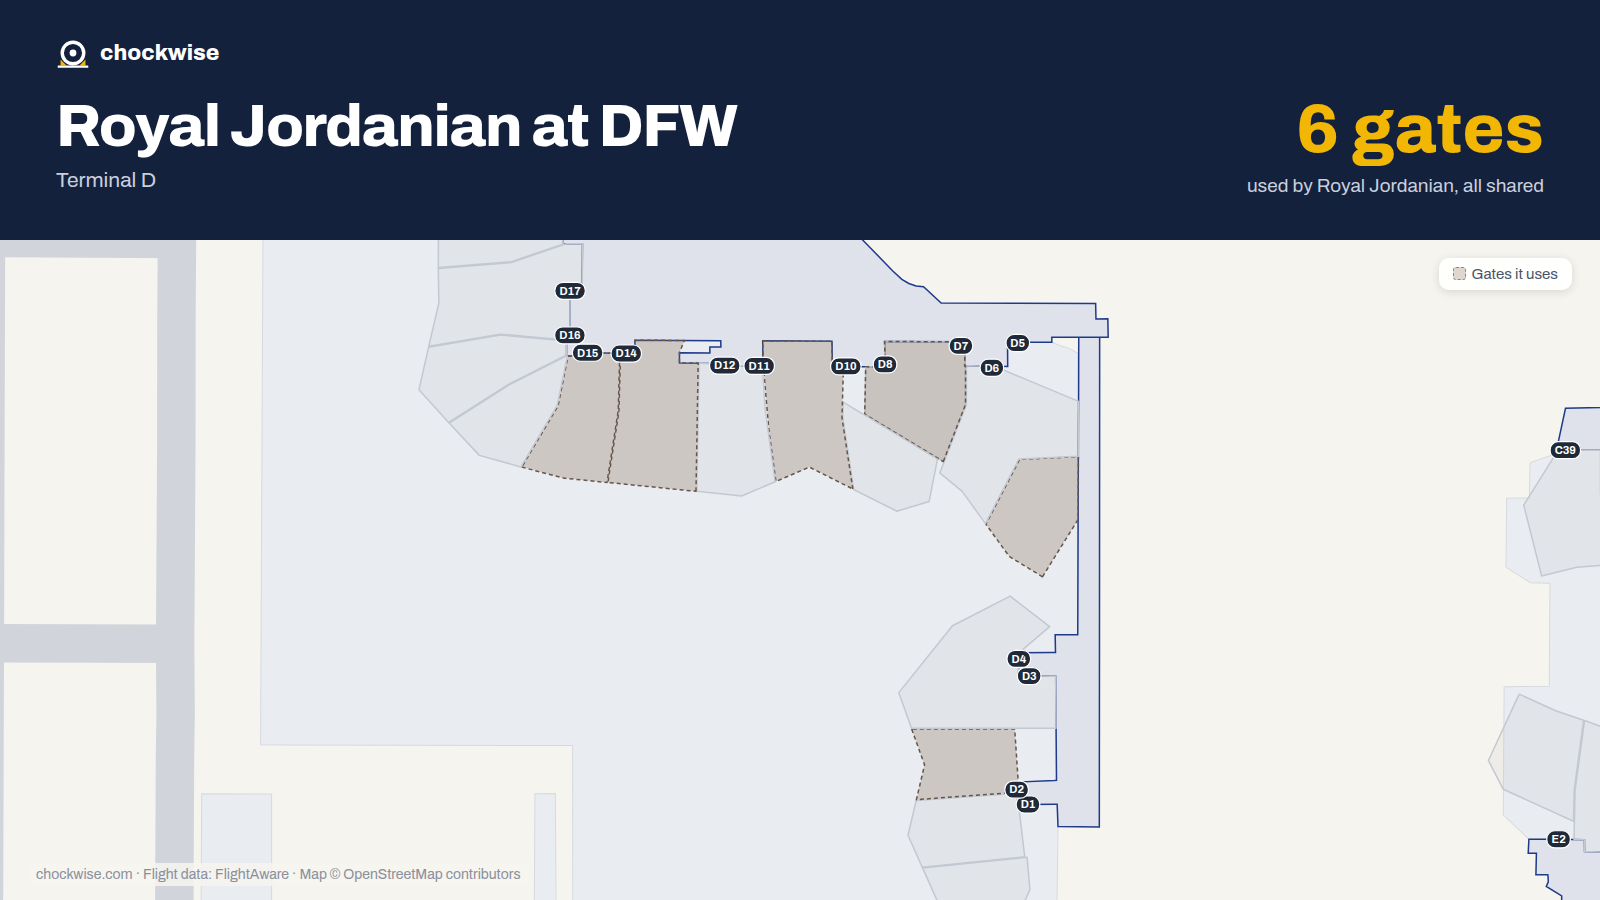 chockwise
Royal Jordanian at DFW
Terminal D
6 gates
used by Royal Jordanian, all shared
Gates it uses
D17
D16
D15
D14
D12
D11
D10
D8
D7
D6
D5
C39
D4
D3
D2
D1
E2
chockwise.com · Flight data: FlightAware · Map © OpenStreetMap contributors